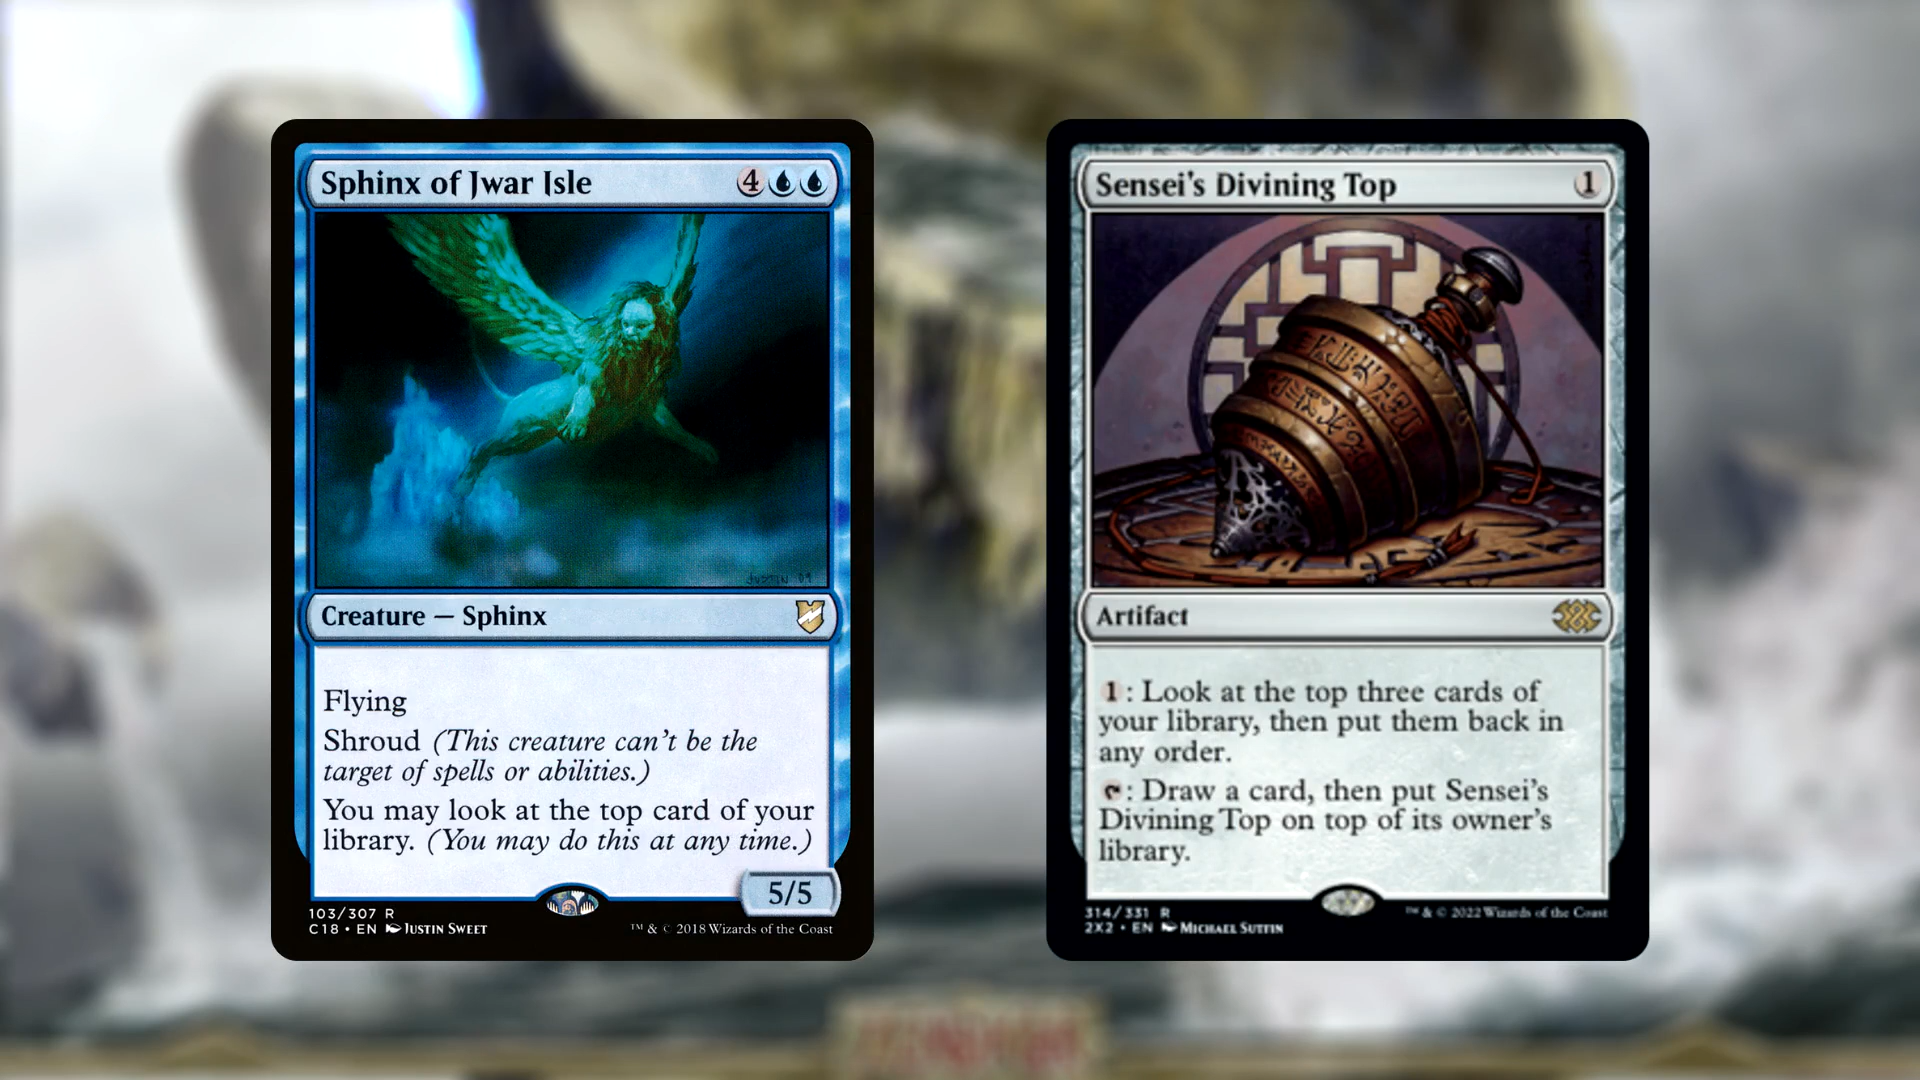 Sphinx of Jwar Isle 4
JUSTIN 09
Creature — Sphinx
Flying
Shroud (This creature can't be the
target of spells or abilities.)
You may look at the top card of your
library. (You may do this at any time.)
5/5
103/307 R
C18 • EN Justin Sweet
™ & © 2018 Wizards of the Coast
Sensei's Divining Top 1
Artifact
1: Look at the top three cards of
your library, then put them back in
any order.
: Draw a card, then put Sensei's
Divining Top on top of its owner's
library.
314/331 R
2X2 • EN Michael Sutfin
™ & © 2022 Wizards of the Coast